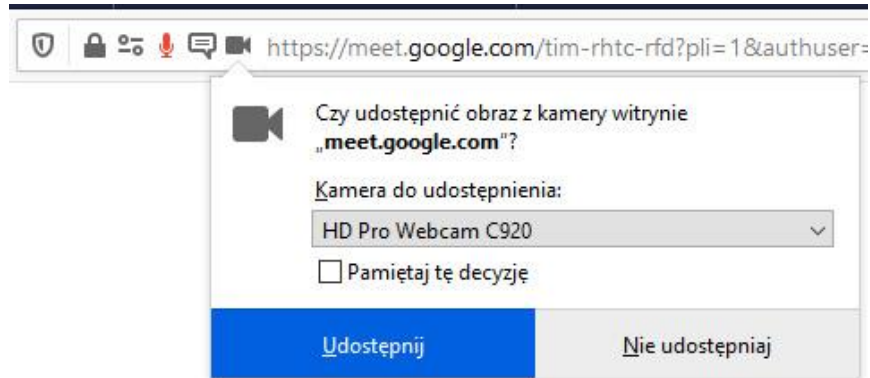 https://meet.google.com/tim-rhtc-rfd?pli=1&authuser=
Czy udostępnić obraz z kamery witrynie
„meet.google.com”?
Kamera do udostępnienia:
HD Pro Webcam C920
Pamiętaj tę decyzję
Udostępnij
Nie udostępniaj